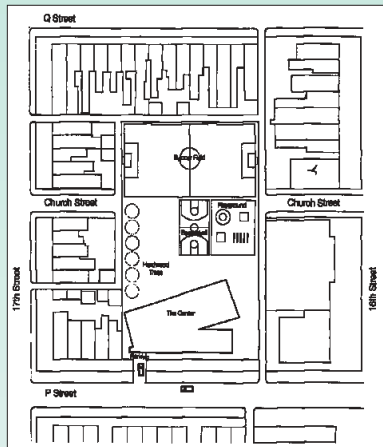 Q Street
Soccer Field
Church Street
Playground
Church Street
Basketball
Hardwood
Trees
17th Street
16th Street
The Center
P Street